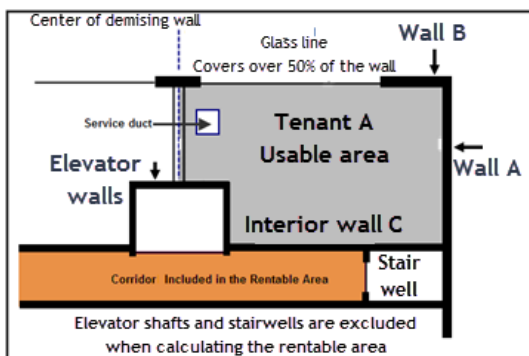 Center of demising wall
Glass line
Wall B
Covers over 50% of the wall
Service duct
Tenant A
Usable area
Wall A
Elevator
walls
Interior wall C
Stair
well
Corridor Included in the Rentable Area
Elevator shafts and stairwells are excluded
when calculating the rentable area